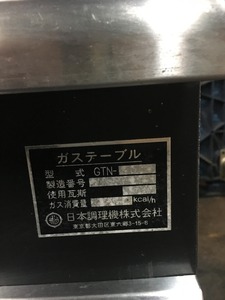 ガステーブル
型式 GTN-
製造番号
使用瓦斯
ガス消費量 kcal/h
日本調理機株式会社
東京都大田区東六郷3-15-8